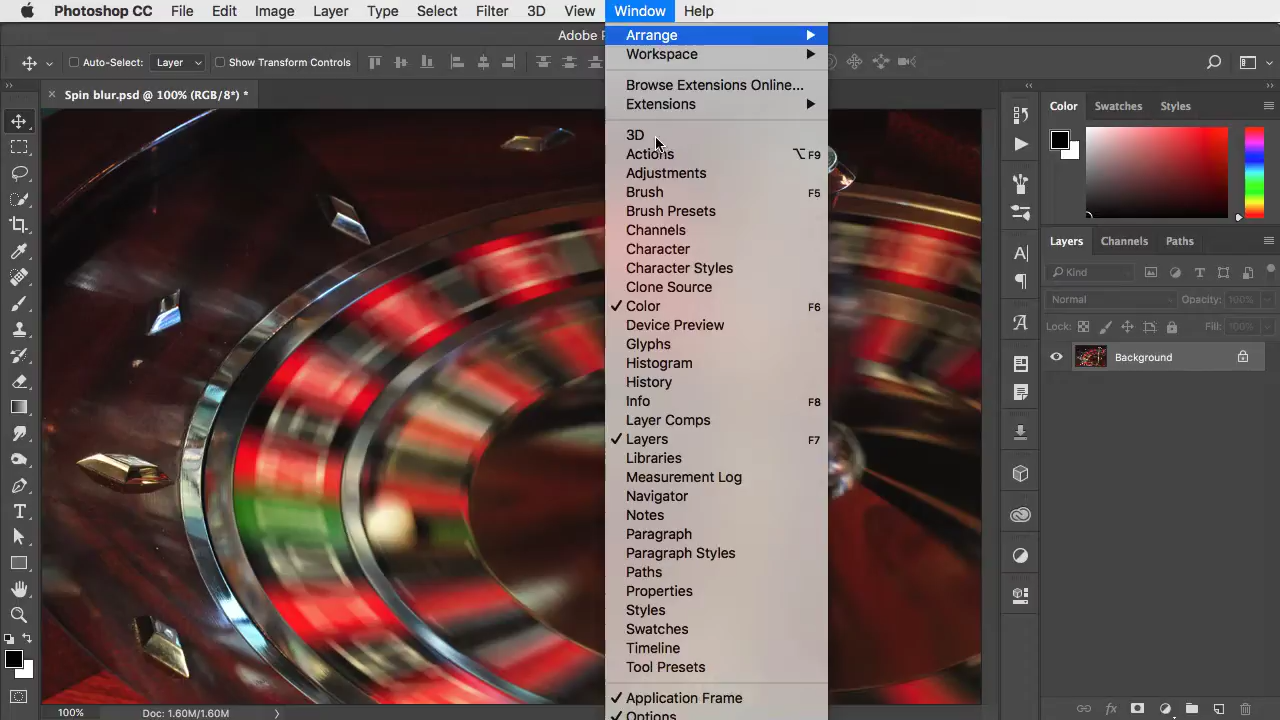 Photoshop CC File Edit Image Layer Type Select Filter 3D View Window Help
Adobe P
Auto-Select: Layer Show Transform Controls
Spin blur.psd @ 100% (RGB/8*) *
Arrange
Workspace
Browse Extensions Online...
Extensions
3D
Actions ⌥F9
Adjustments
Brush F5
Brush Presets
Channels
Character
Character Styles
Clone Source
✓ Color F6
Device Preview
Glyphs
Histogram
History
Info F8
Layer Comps
✓ Layers F7
Libraries
Measurement Log
Navigator
Notes
Paragraph
Paragraph Styles
Paths
Properties
Styles
Swatches
Timeline
Tool Presets
✓ Application Frame
✓ Options
Color Swatches Styles
Layers Channels Paths
Kind
Normal Opacity: 100%
Lock: Fill: 100%
Background
100% Doc: 1.60M/1.60M